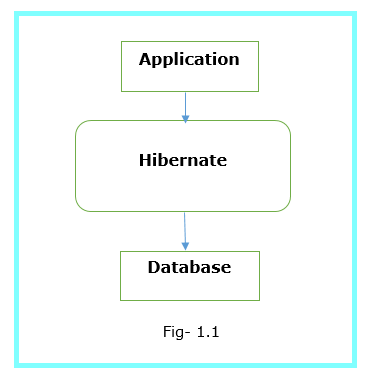 Application
Hibernate
Database
Fig- 1.1